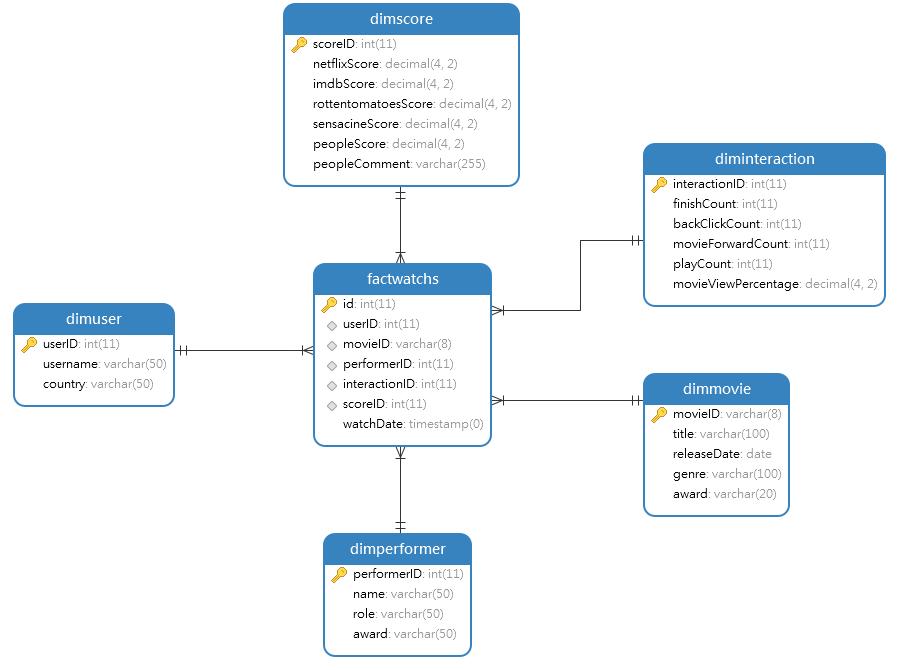 dimscore
scoreID: int(11)
netflixScore: decimal(4, 2)
imdbScore: decimal(4, 2)
rottentomatoesScore: decimal(4, 2)
sensacineScore: decimal(4, 2)
peopleScore: decimal(4, 2)
peopleComment: varchar(255)
diminteraction
interactionID: int(11)
finishCount: int(11)
backClickCount: int(11)
movieForwardCount: int(11)
playCount: int(11)
movieViewPercentage: decimal(4, 2)
factwatchs
id: int(11)
userID: int(11)
movieID: varchar(8)
performerID: int(11)
interactionID: int(11)
scoreID: int(11)
watchDate: timestamp(0)
dimuser
userID: int(11)
username: varchar(50)
country: varchar(50)
dimmovie
movieID: varchar(8)
title: varchar(100)
releaseDate: date
genre: varchar(100)
award: varchar(20)
dimperformer
performerID: int(11)
name: varchar(50)
role: varchar(50)
award: varchar(50)